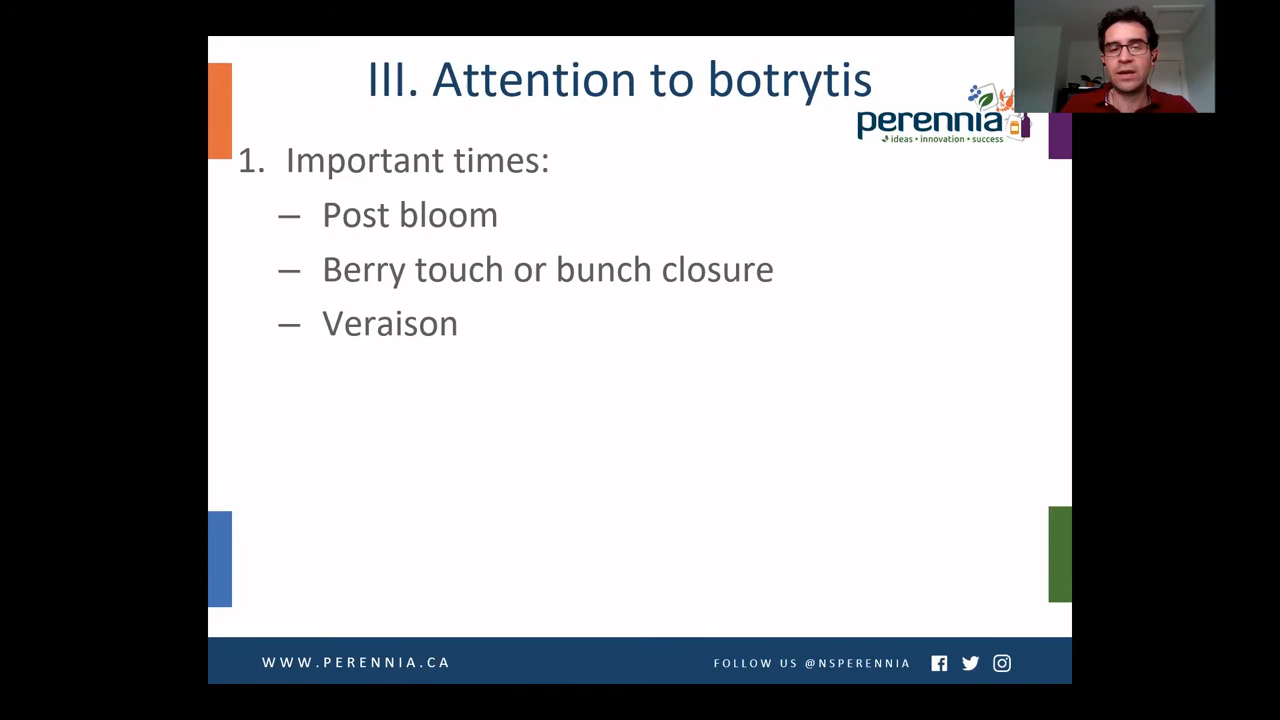 III. Attention to botrytis
perennia
ideas • innovation • success
1. Important times:
– Post bloom
– Berry touch or bunch closure
– Veraison
WWW.PERENNIA.CA
FOLLOW US @NSPERENNIA